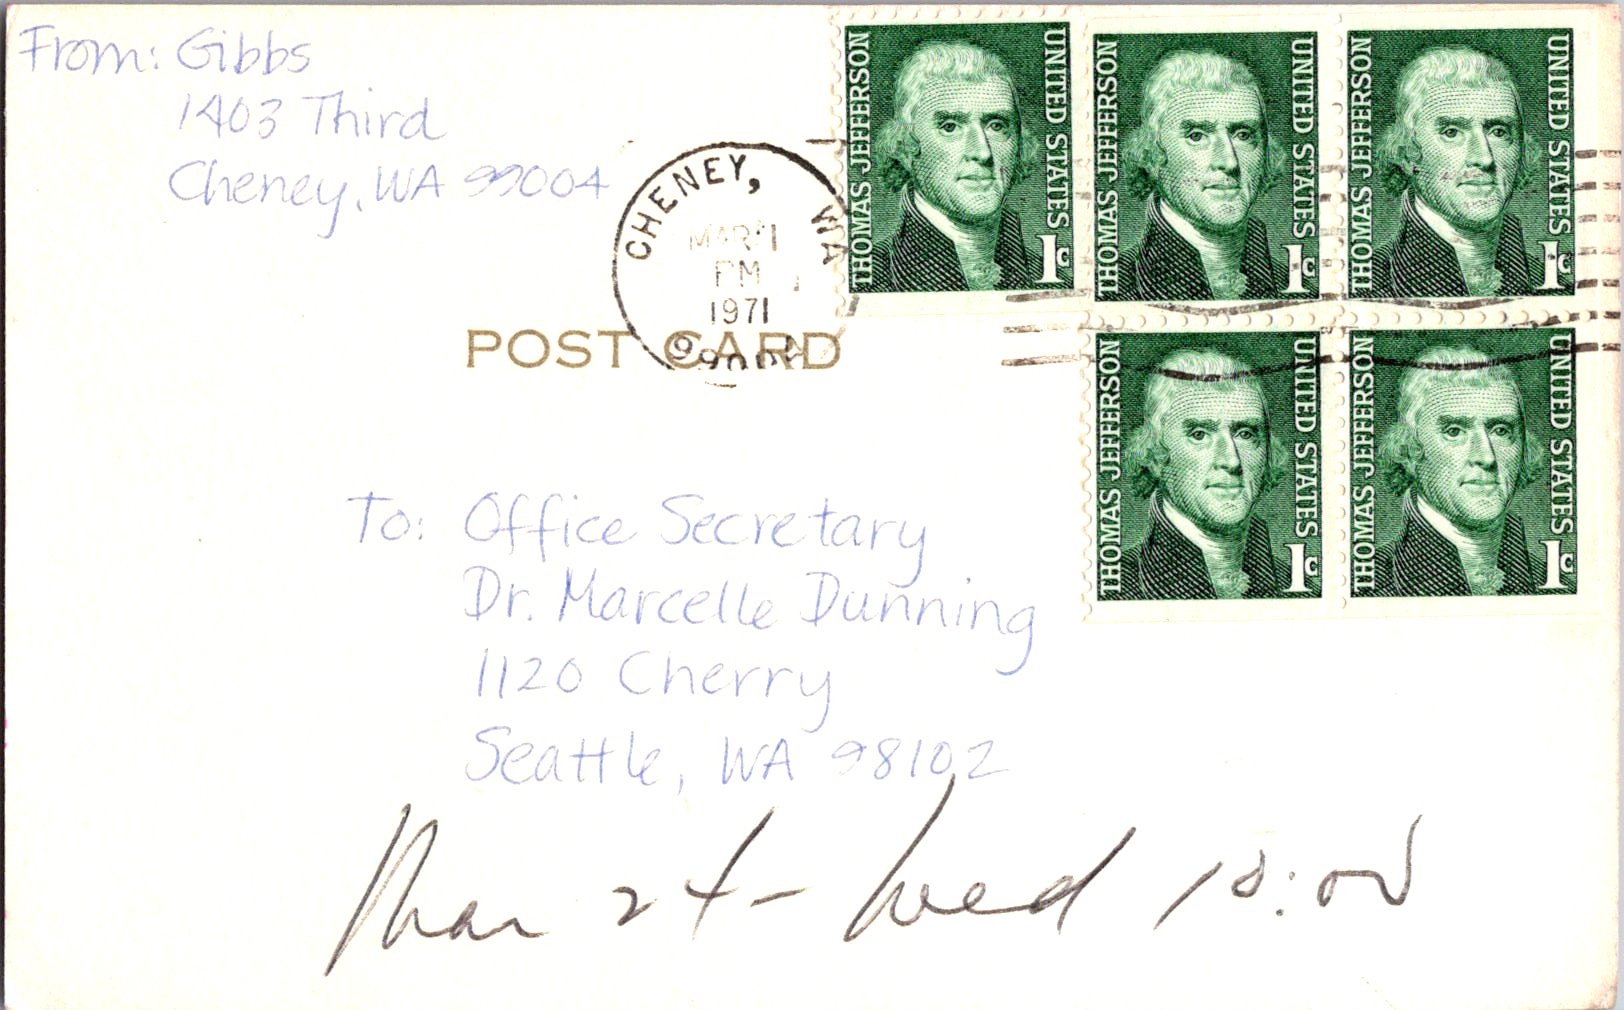 From: Gibbs
1403 Third
Cheney, WA 99004
CHENEY, WA
PM
1971
POST CARD
THOMAS JEFFERSON UNITED STATES 1c
THOMAS JEFFERSON UNITED STATES 1c
THOMAS JEFFERSON UNITED STATES 1c
THOMAS JEFFERSON UNITED STATES 1c
THOMAS JEFFERSON UNITED STATES 1c
To: Office Secretary
Dr. Marcelle Dunning
1120 Cherry
Seattle, WA 98102
Mar 24 - Wed 10:00